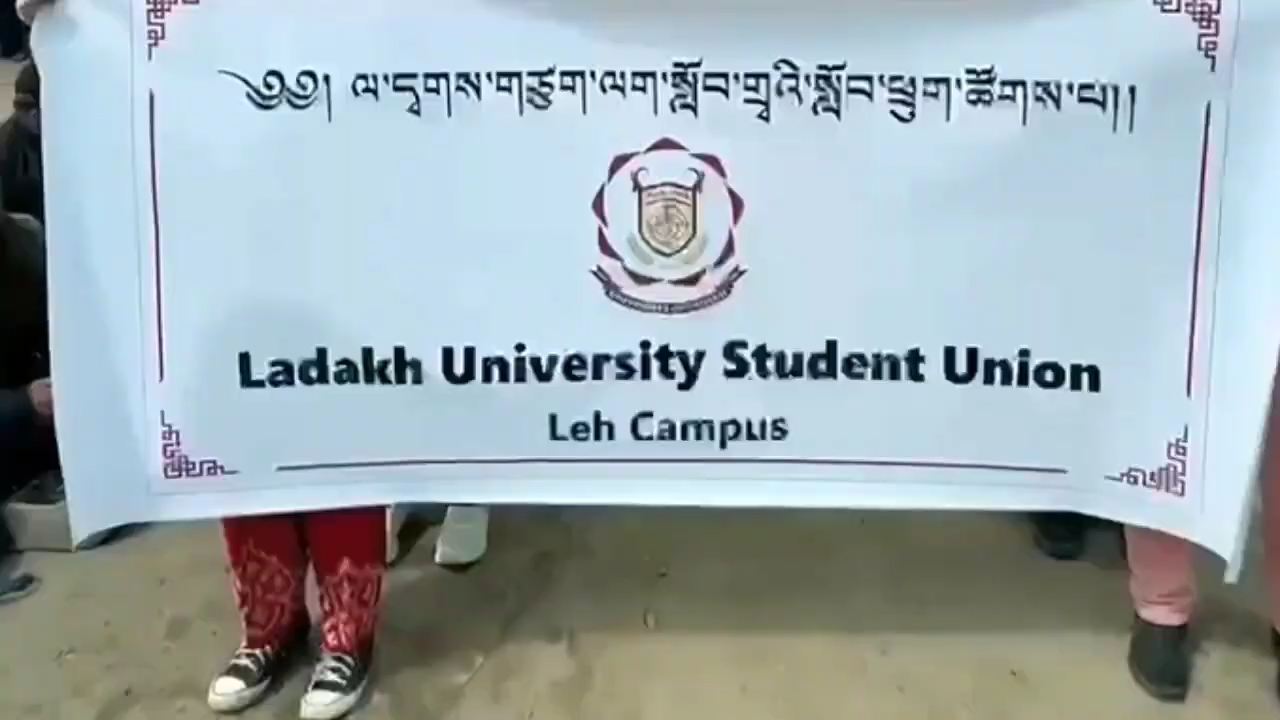 ༄༅། ལ་དྭགས་གཙུག་ལག་སློབ་གྲྭའི་སློབ་ཕྲུག་ཚོགས་པ།།
Ladakh University Student Union
Leh Campus